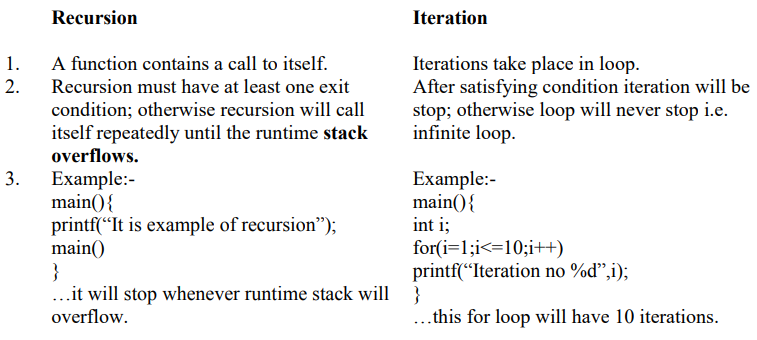 Recursion Iteration
1. A function contains a call to itself. Iterations take place in loop.
2. Recursion must have at least one exit After satisfying condition iteration will be
condition; otherwise recursion will call stop; otherwise loop will never stop i.e.
itself repeatedly until the runtime stack infinite loop.
overflows.
3. Example:- Example:-
main(){ main(){
printf(“It is example of recursion”); int i;
main() for(i=1;i<=10;i++)
} printf(“Iteration no %d”,i);
…it will stop whenever runtime stack will }
overflow. …this for loop will have 10 iterations.